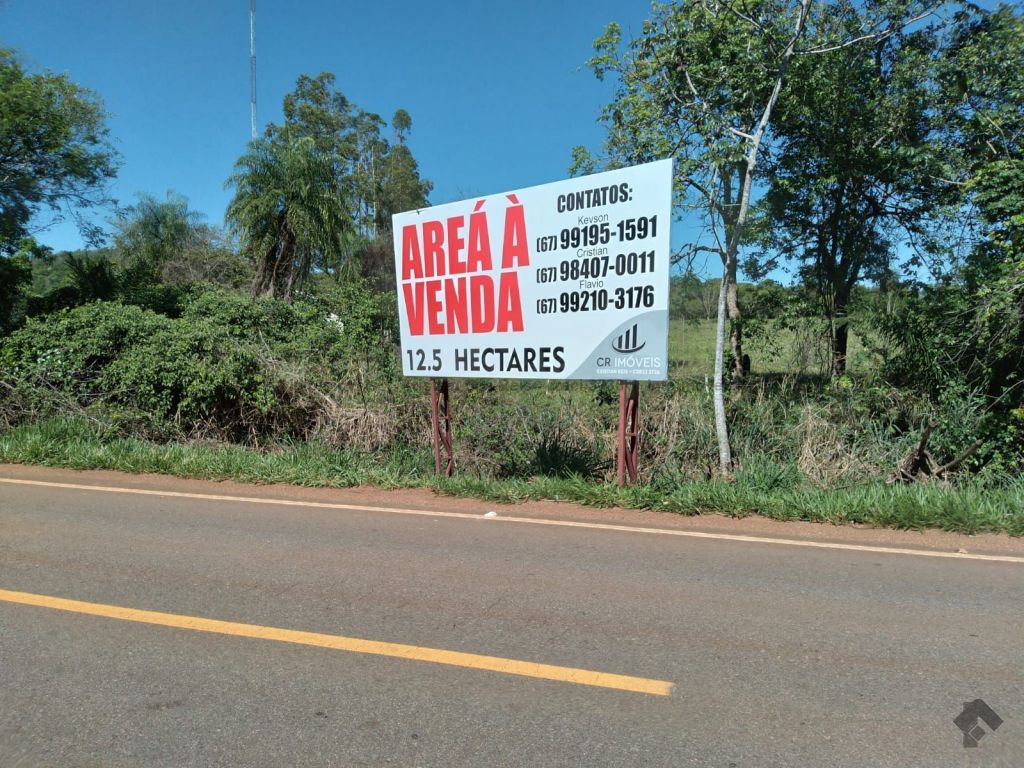 AREÁ À
VENDA
12.5 HECTARES
CONTATOS:
Kevson
(67) 99195-1591
Cristian
(67) 98407-0011
Flavio
(67) 99210-3176
CR IMÓVEIS